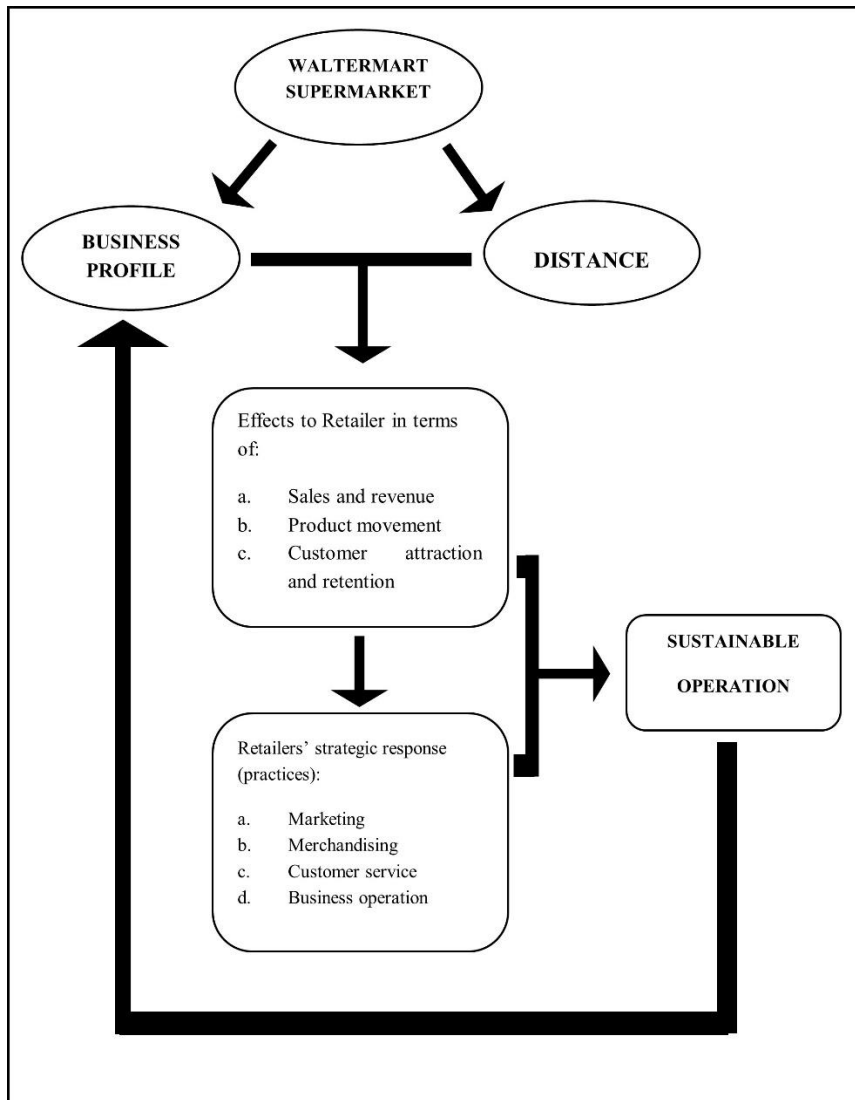 WALTERMART
SUPERMARKET
BUSINESS
PROFILE
DISTANCE
Effects to Retailer in terms
of:
a. Sales and revenue
b. Product movement
c. Customer attraction
and retention
SUSTAINABLE
OPERATION
Retailers’ strategic response
(practices):
a. Marketing
b. Merchandising
c. Customer service
d. Business operation